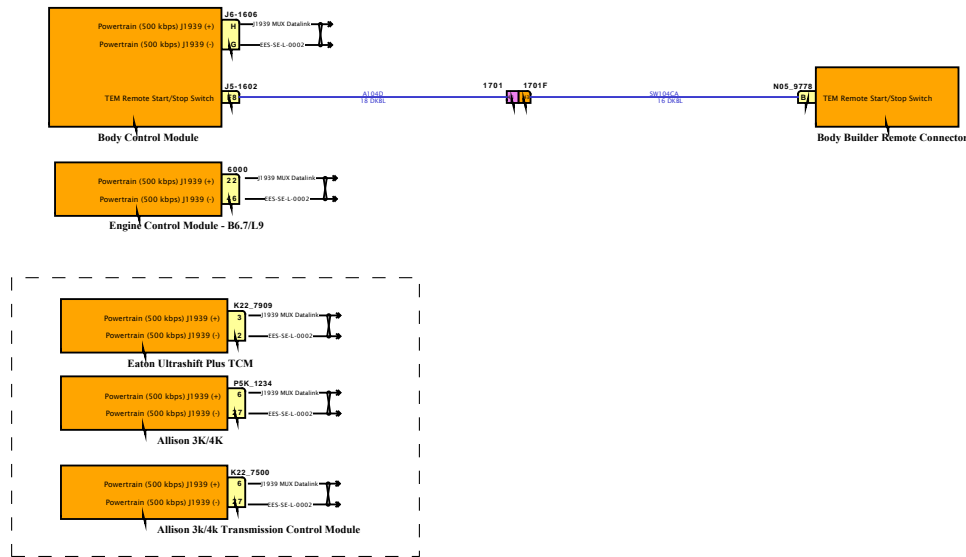 J6-1606
Powertrain (500 kbps) J1939 (+) H J1939 MUX Datalink
Powertrain (500 kbps) J1939 (-) G EES-SE-L-0002
J5-1602 1701 1701F N05_9778
TEM Remote Start/Stop Switch A104D SW104CA B TEM Remote Start/Stop Switch
18 DKBL 16 DKBL
Body Control Module Body Builder Remote Connector
6000
Powertrain (500 kbps) J1939 (+) 22 J1939 MUX Datalink
Powertrain (500 kbps) J1939 (-) EES-SE-L-0002
Engine Control Module - B6.7/L9
K22_7909
Powertrain (500 kbps) J1939 (+) 3 J1939 MUX Datalink
Powertrain (500 kbps) J1939 (-) 2 EES-SE-L-0002
Eaton Ultrashift Plus TCM
P5K_1234
Powertrain (500 kbps) J1939 (+) 6 J1939 MUX Datalink
Powertrain (500 kbps) J1939 (-) 27 EES-SE-L-0002
Allison 3K/4K
K22_7500
Powertrain (500 kbps) J1939 (+) 6 J1939 MUX Datalink
Powertrain (500 kbps) J1939 (-) 27 EES-SE-L-0002
Allison 3k/4k Transmission Control Module